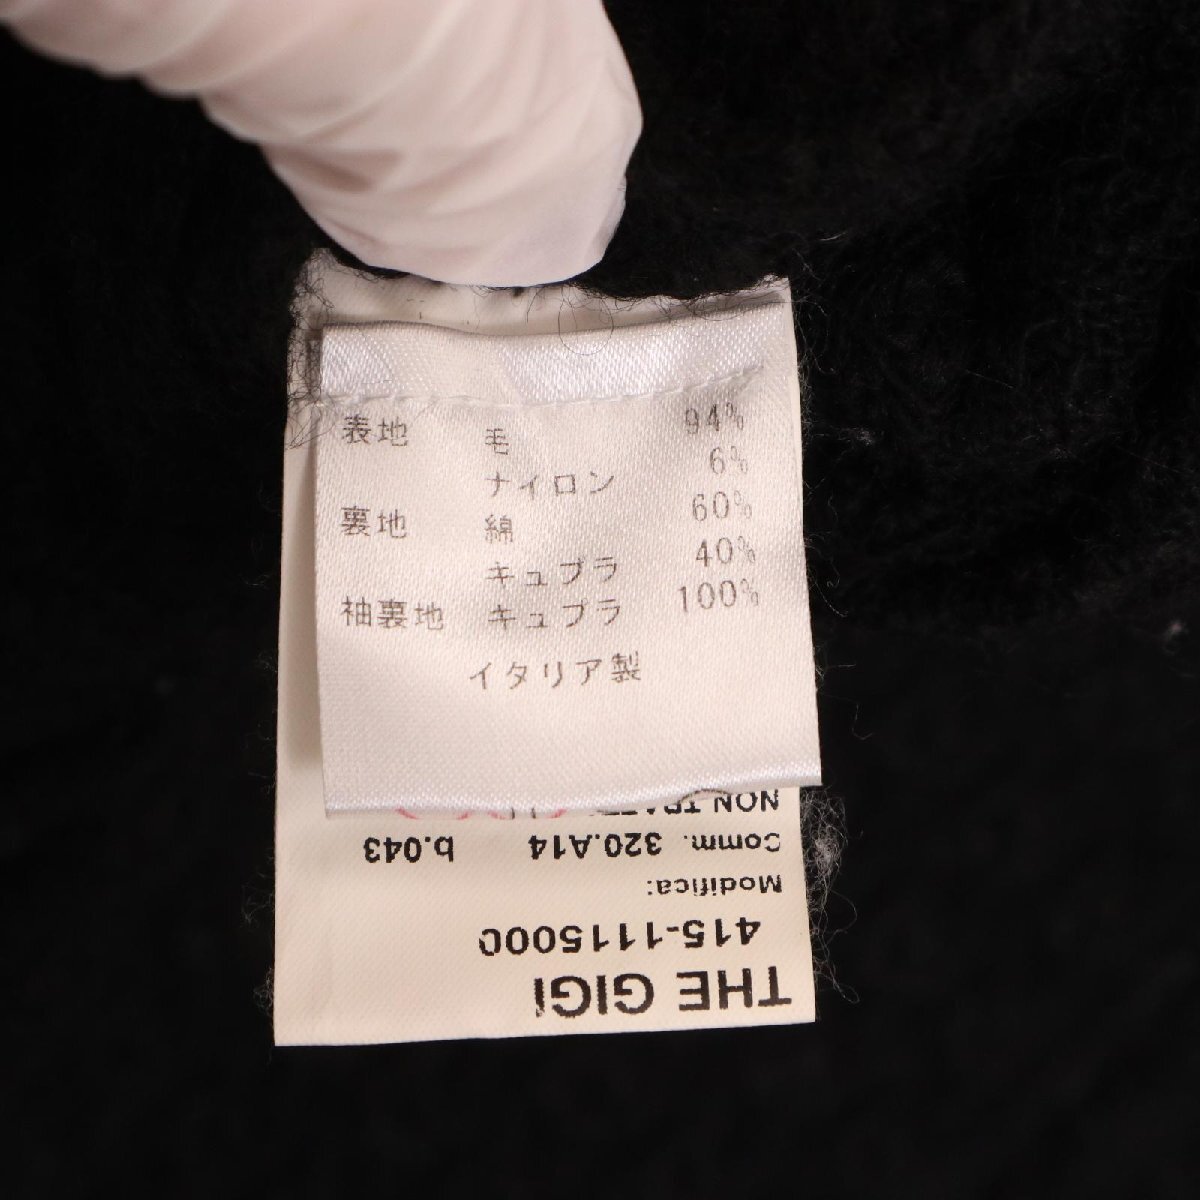 表地 毛 94%
ナイロン 6%
裏地 綿 60%
キュプラ 40%
袖裏地 キュプラ 100%
イタリア製
THE GIGi
415-1115000
Modifica:
Comm. 320.A14 b.043
NON